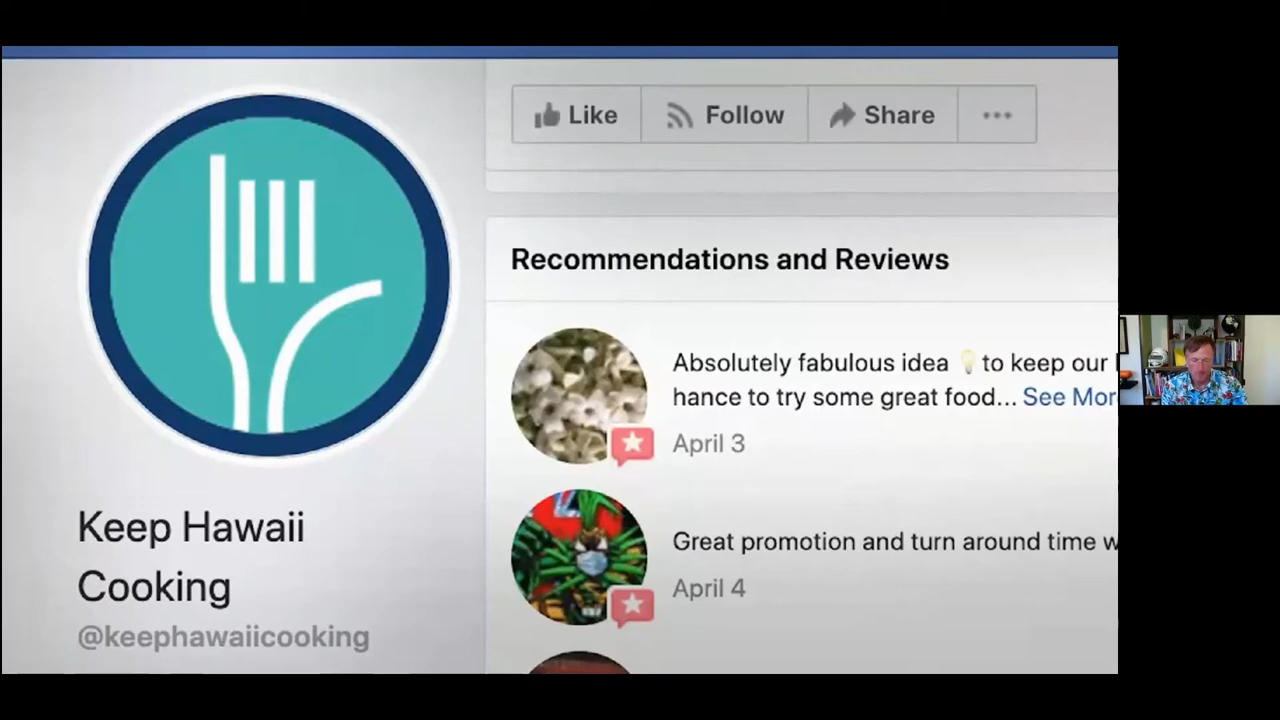 Like
Follow
Share
Recommendations and Reviews
Absolutely fabulous idea 💡to keep our
hance to try some great food... See Mor
April 3
Great promotion and turn around time w
April 4
Keep Hawaii
Cooking
@keephawaiicooking